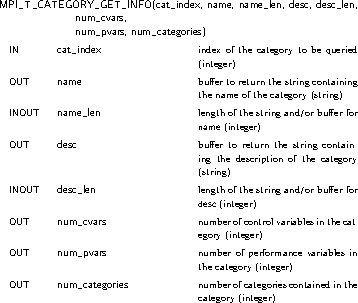 MPI_T_CATEGORY_GET_INFO(cat_index, name, name_len, desc, desc_len,
num_cvars,
num_pvars, num_categories)
IN cat_index index of the category to be queried
(integer)
OUT name buffer to return the string containing
the name of the category (string)
INOUT name_len length of the string and/or buffer for
name (integer)
OUT desc buffer to return the string contain
ing the description of the category
(string)
INOUT desc_len length of the string and/or buffer for
desc (integer)
OUT num_cvars number of control variables in the cat
egory (integer)
OUT num_pvars number of performance variables in
the category (integer)
OUT num_categories number of categories contained in the
category (integer)